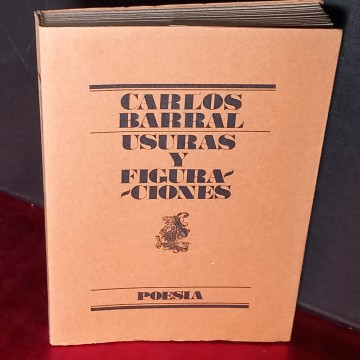 CARLOS
BARRAL
USURAS
Y
FIGURA-
-CIONES
POESIA